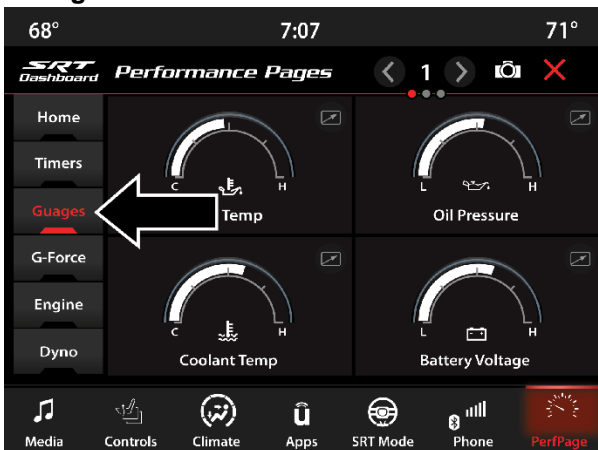 68° 7:07 71°
SRT Dashboard Performance Pages 1
Home
Timers
Guages
G-Force
Engine
Dyno
C H
Temp
L H
Oil Pressure
C H
Coolant Temp
L H
Battery Voltage
Media Controls Climate Apps SRT Mode Phone PerfPage